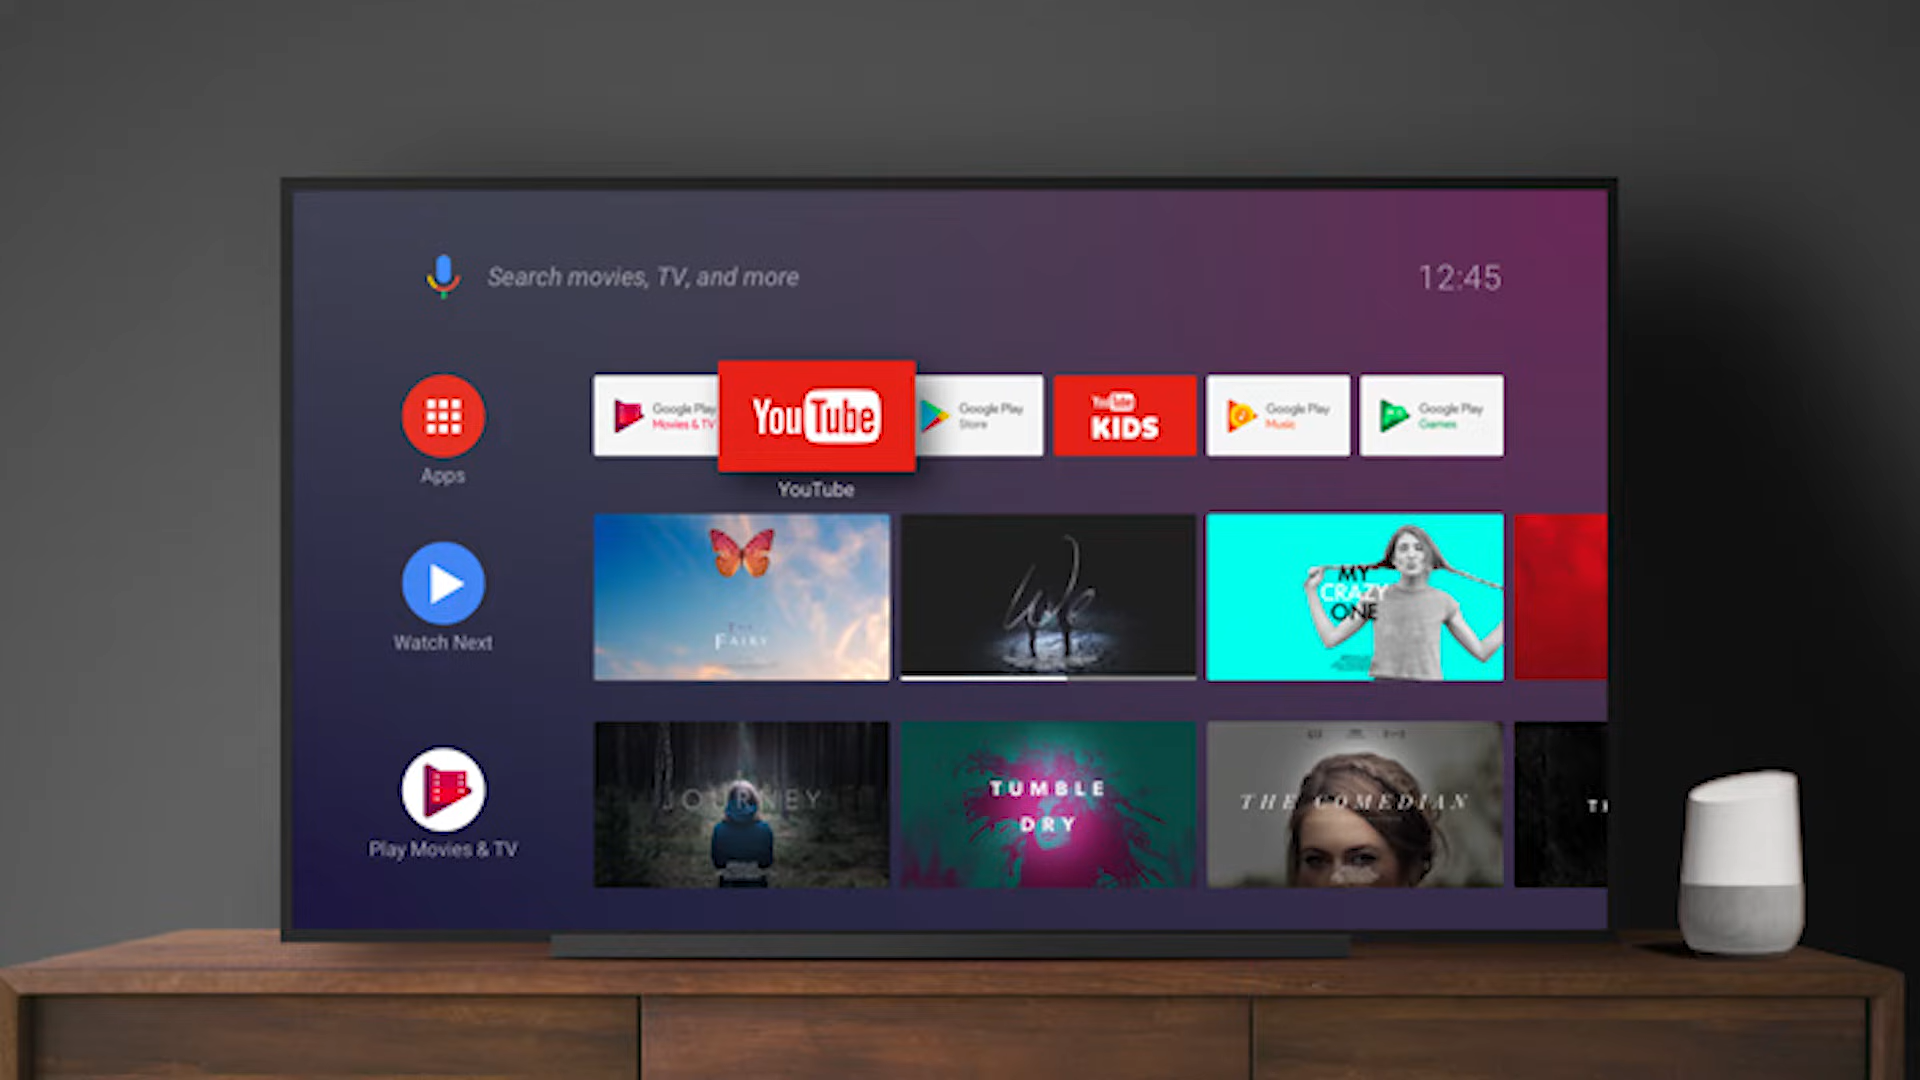 Search movies, TV, and more
12:45
Apps
Google Play
Movies & TV
YouTube
Google Play
Store
YouTube
KIDS
Google Play
Music
Google Play
Games
YouTube
Watch Next
FAIRY
MY
CRAZY
ONE
Play Movies & TV
JOURNEY
TUMBLE
DRY
THE COMEDIAN